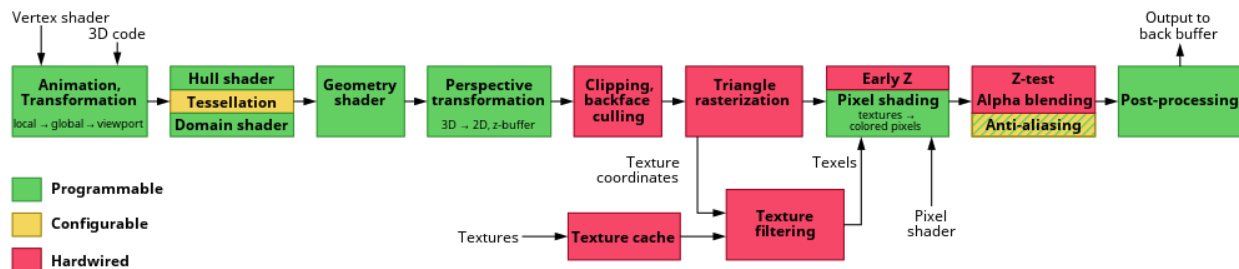 Vertex shader
3D code
Output to
back buffer
Animation,
Transformation
local → global → viewport
Hull shader
Tessellation
Domain shader
Geometry
shader
Perspective
transformation
3D → 2D, z-buffer
Clipping,
backface
culling
Triangle
rasterization
Early Z
Pixel shading
textures →
colored pixels
Z-test
Alpha blending
Anti-aliasing
Post-processing
Texture
coordinates
Texels
Programmable
Configurable
Hardwired
Textures
Texture cache
Texture
filtering
Pixel
shader